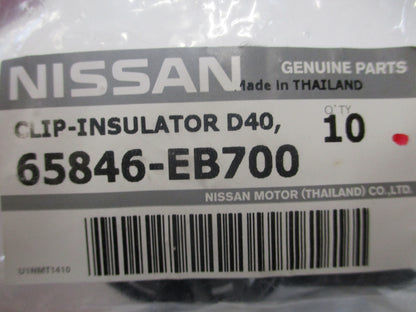 NISSAN GENUINE PARTS
Made in THAILAND
CLIP-INSULATOR D40,
Q'TY
10
65846-EB700
NISSAN MOTOR (THAILAND) CO.,LTD.
U1NMT1410